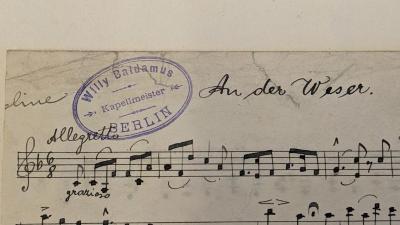 Willy Baldamus
Kapellmeister
BERLIN
An der Weser.
Allegretto
grazioso